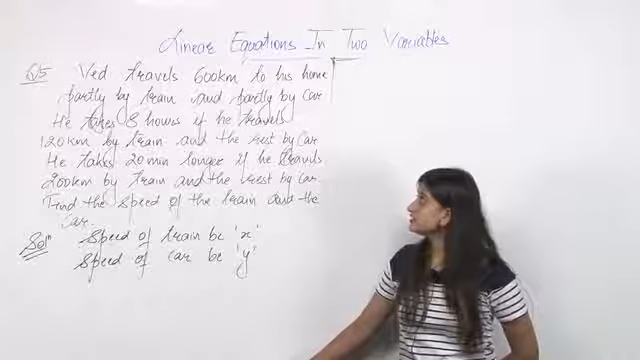 Linear Equations In Two Variables
Q5 Ved travels 600km to his home
partly by train and partly by car
He takes 8 hours if he travels
120km by train and the rest by car
He takes 20 min longer if he travels
200km by train and the rest by car.
Find the speed of the train and the
car.
Solⁿ Speed of train be 'x'
Speed of car be 'y'